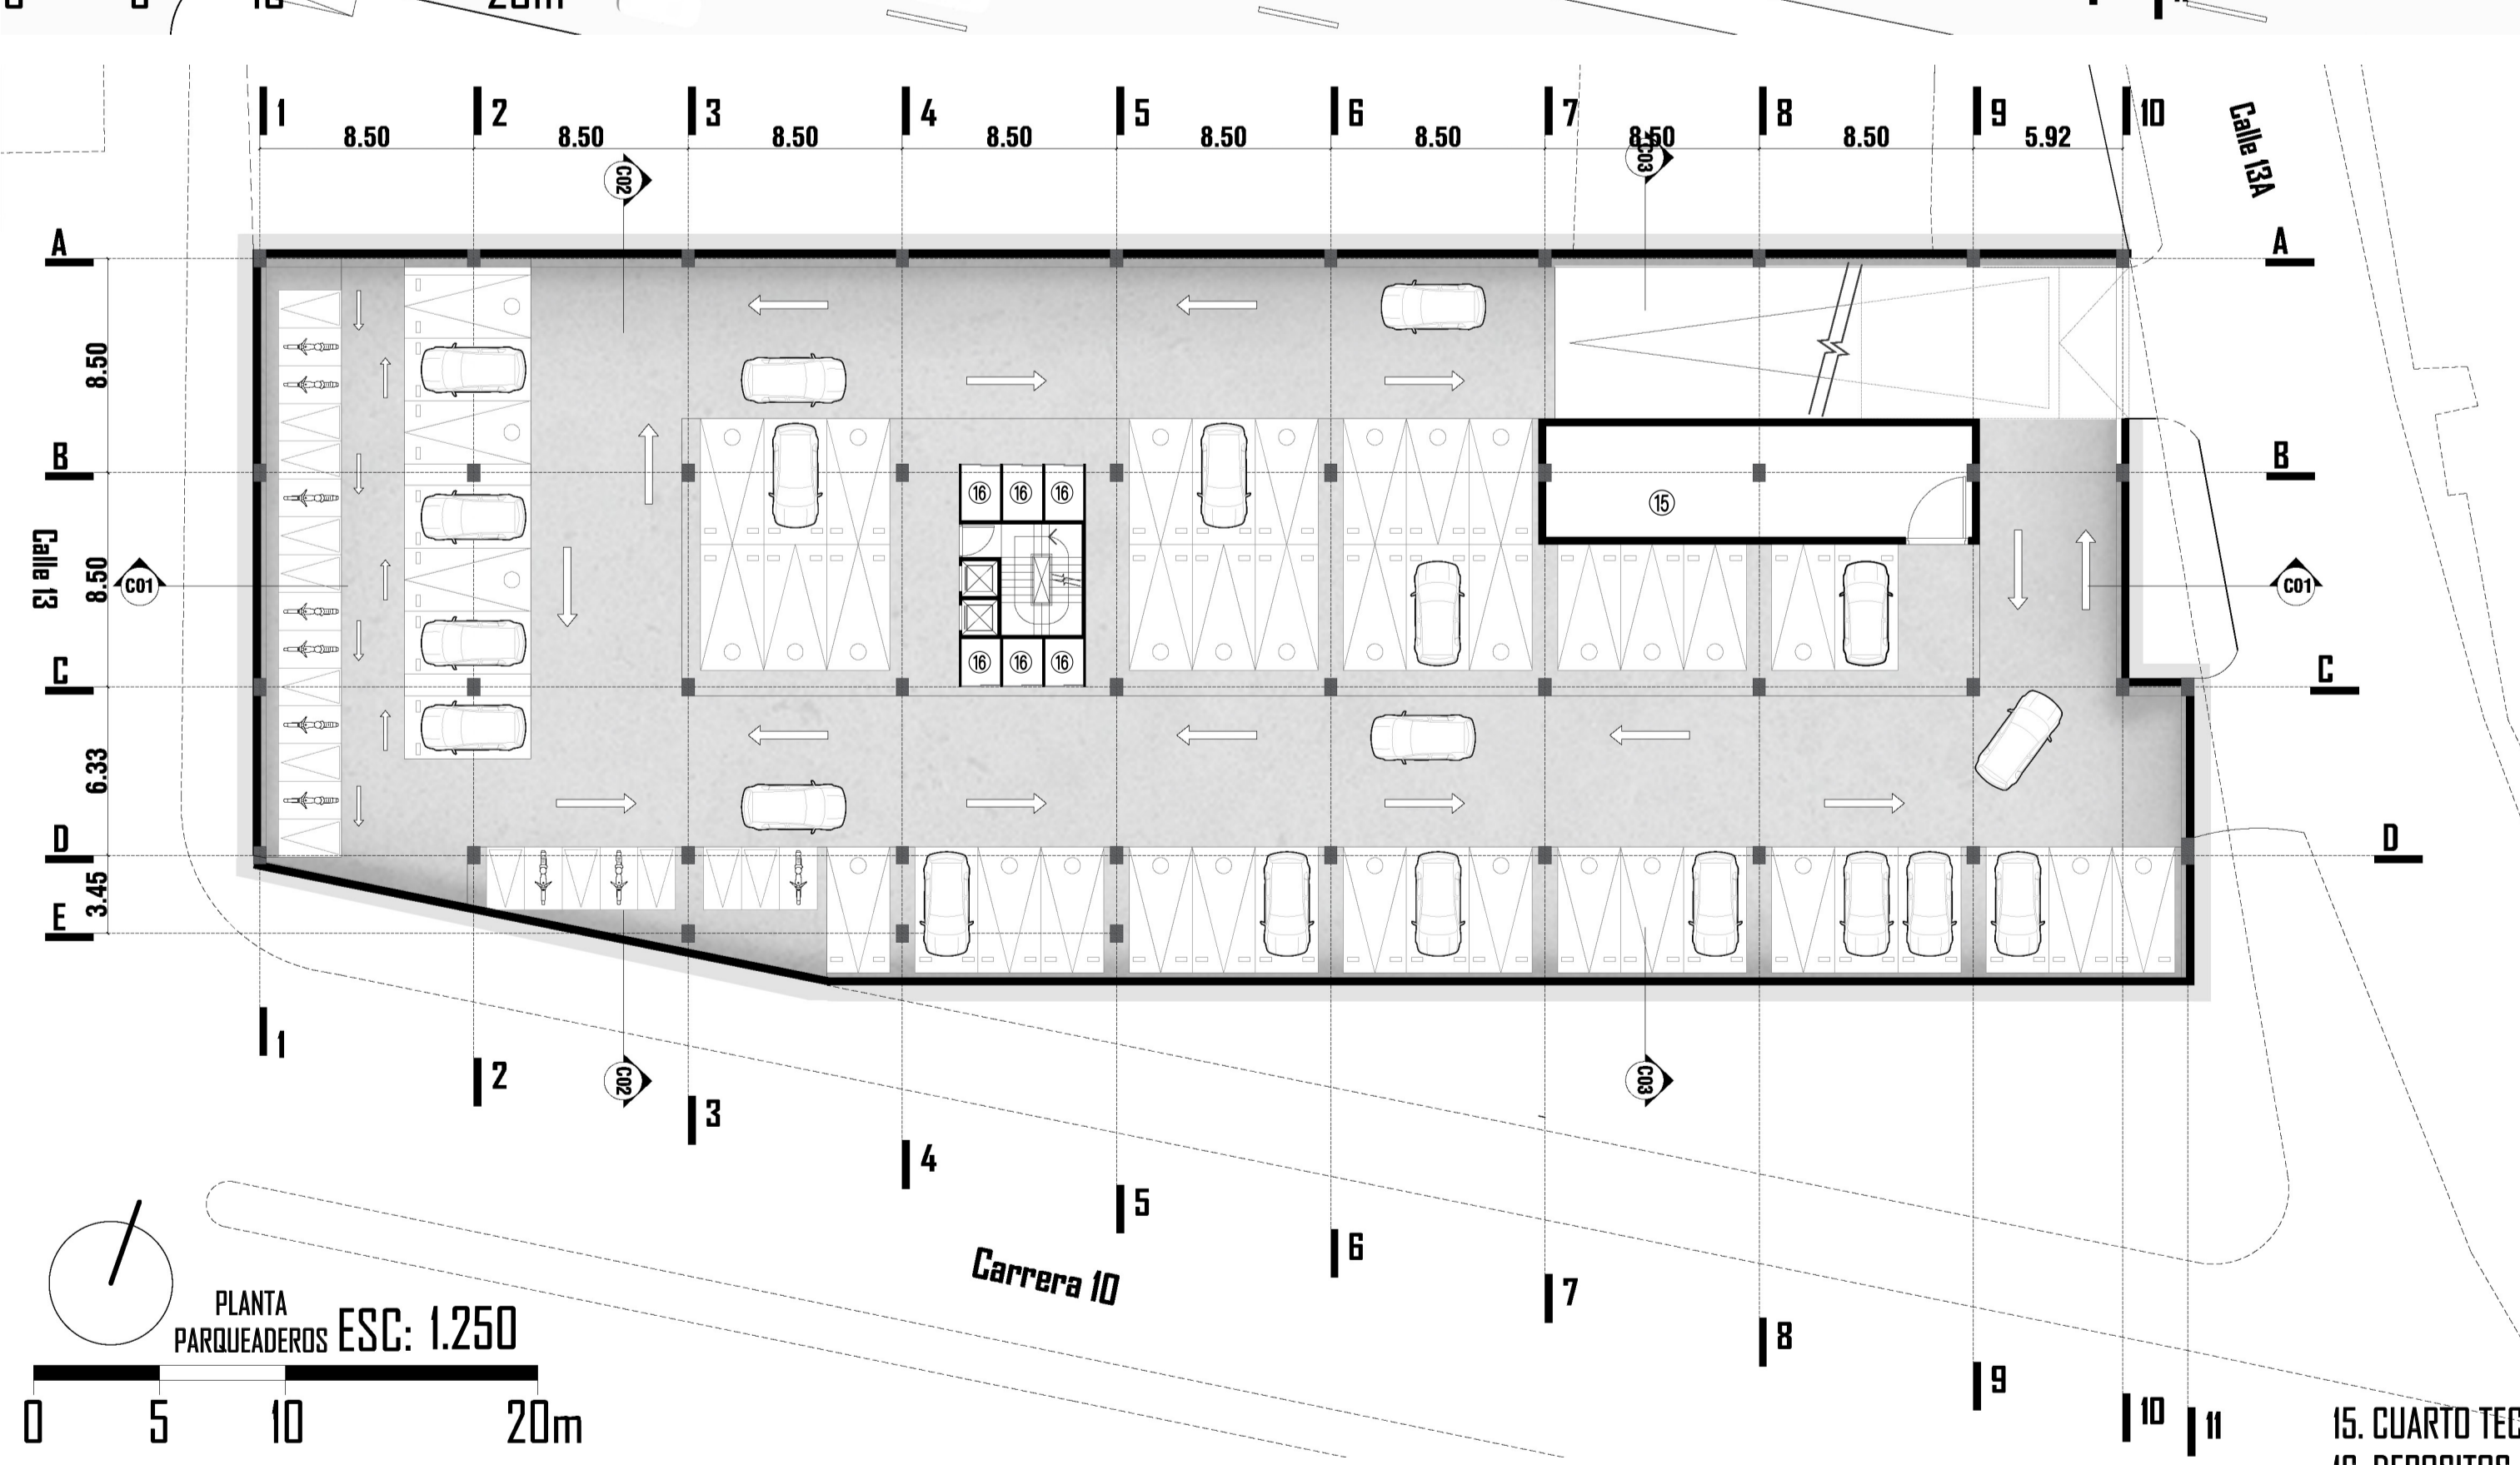 1 2 3 4 5 6 7 8 9 10
8.50 8.50 8.50 8.50 8.50 8.50 8.50 8.50 5.92
C02 C03
Calle 13A
A A
8.50
B B
16 16 16
15
Calle 13
8.50
C01 C01
16 16 16
C C
6.33
D D
3.45
E
1 2 3 4 5 6 7 8 9 10 11
C02 C03
Carrera 10
PLANTA
PARQUEADEROS ESC: 1.250
0 5 10 20m
15. CUARTO TEC